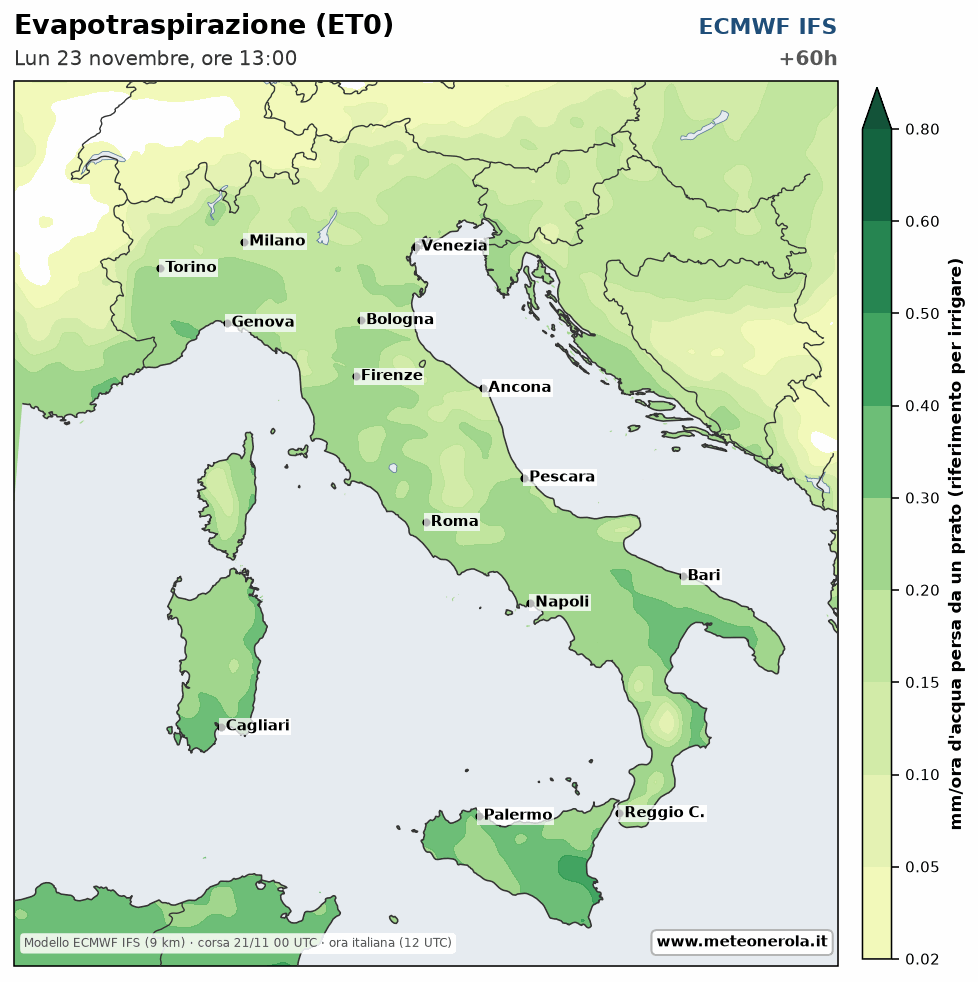 Evapotraspirazione (ET0)
ECMWF IFS
Lun 23 novembre, ore 13:00
+60h
0.80
0.60
0.50
0.40
0.30
0.20
0.15
0.10
0.05
0.02
mm/ora d'acqua persa da un prato (riferimento per irrigare)
Milano
Venezia
Torino
Genova
Bologna
Firenze
Ancona
Pescara
Roma
Bari
Napoli
Cagliari
Palermo
Reggio C.
Modello ECMWF IFS (9 km) · corsa 21/11 00 UTC · ora italiana (12 UTC)
www.meteonerola.it